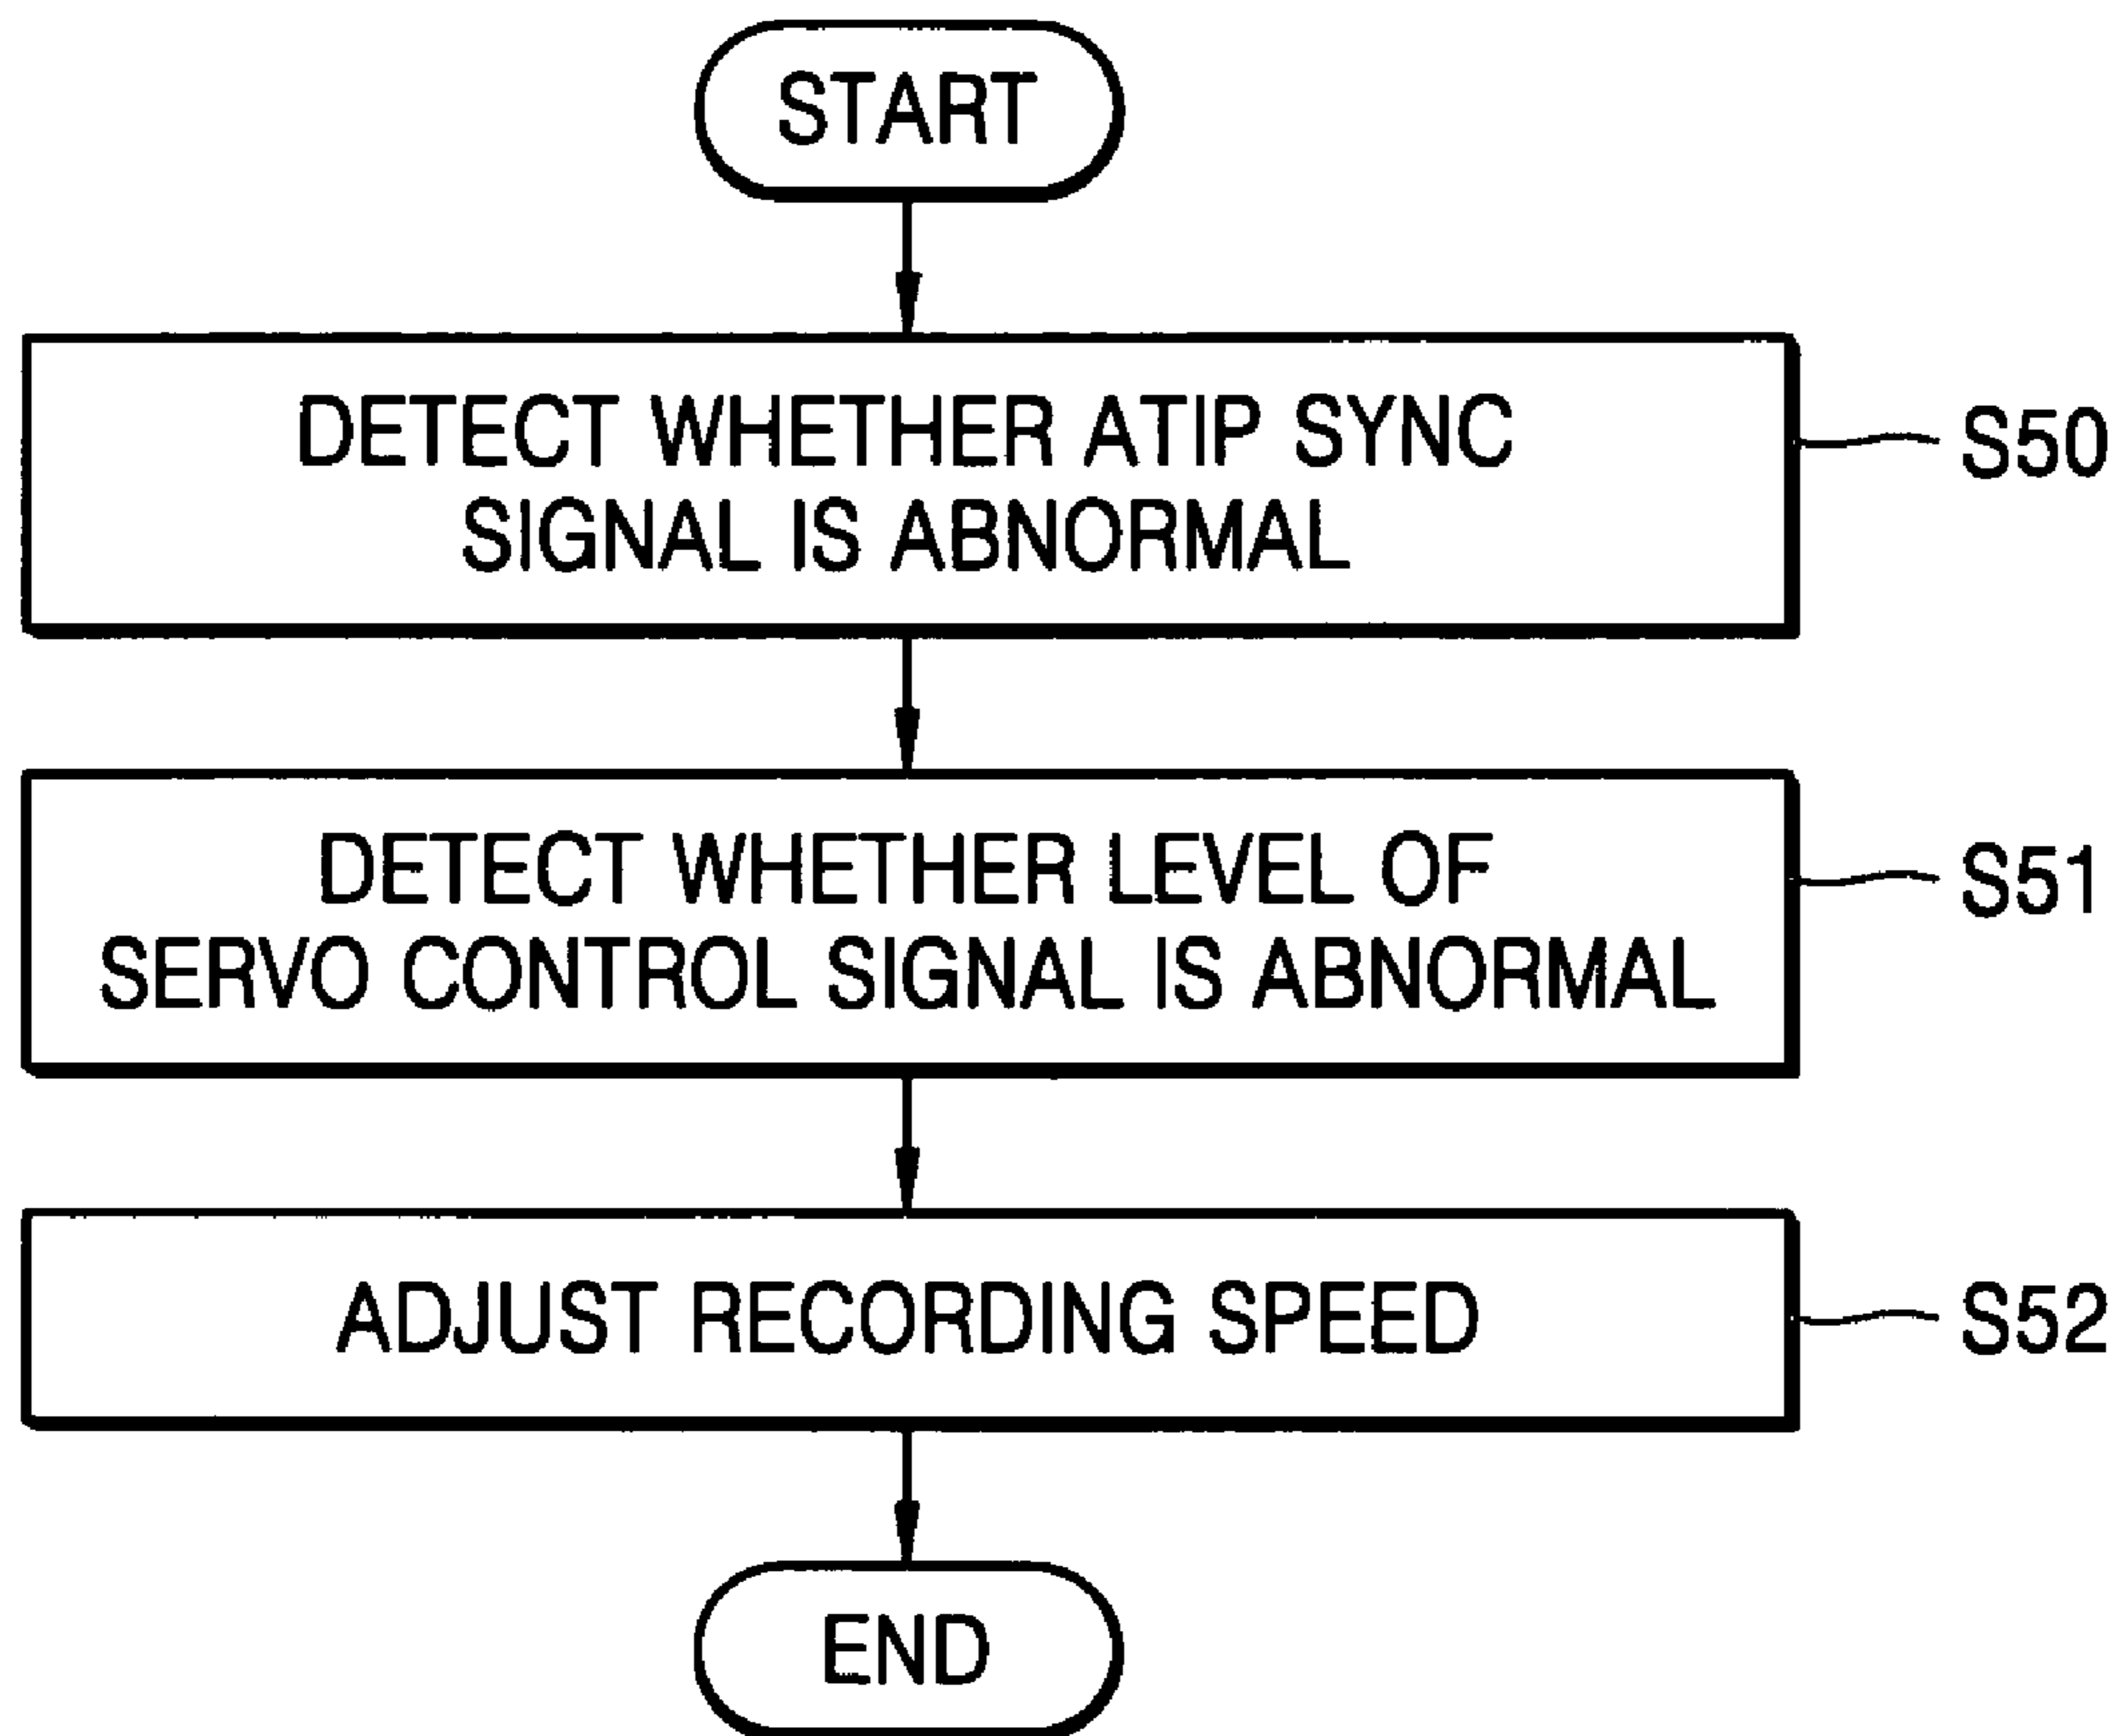 START
DETECT WHETHER ATIP SYNC
SIGNAL IS ABNORMAL
S50
DETECT WHETHER LEVEL OF
SERVO CONTROL SIGNAL IS ABNORMAL
S51
ADJUST RECORDING SPEED
S52
END